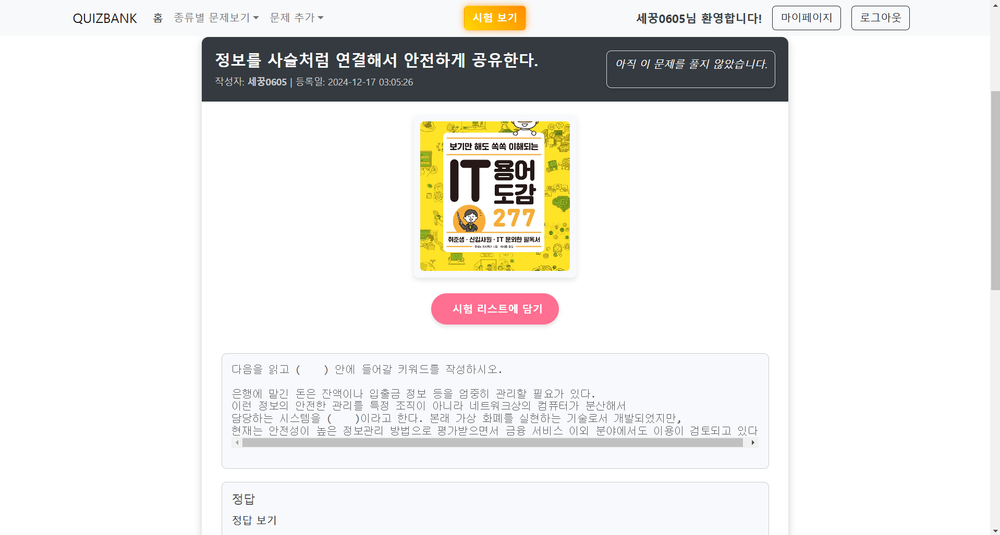 QUIZBANK 홈 종류별 문제보기 문제 추가 시험 보기 세꿍0605님 환영합니다! 마이페이지 로그아웃
정보를 사슬처럼 연결해서 안전하게 공유한다.
아직 이 문제를 풀지 않았습니다.
작성자: 세꿍0605 | 등록일: 2024-12-17 03:05:26
보기만 해도 쏙쏙 이해되는
IT 용어
도감
277
취준생 · 신입사원 · IT 문외한 필독서
시험 리스트에 담기
다음을 읽고 (    ) 안에 들어갈 키워드를 작성하시오.
은행에 맡긴 돈은 잔액이나 입출금 정보 등을 엄중히 관리할 필요가 있다.
이런 정보의 안전한 관리를 특정 조직이 아니라 네트워크상의 컴퓨터가 분산해서
담당하는 시스템을 (    )이라고 한다. 본래 가상 화폐를 실현하는 기술로서 개발되었지만,
현재는 안전성이 높은 정보관리 방법으로 평가받으면서 금융 서비스 이외 분야에서도 이용이 검토되고 있다
정답
정답 보기